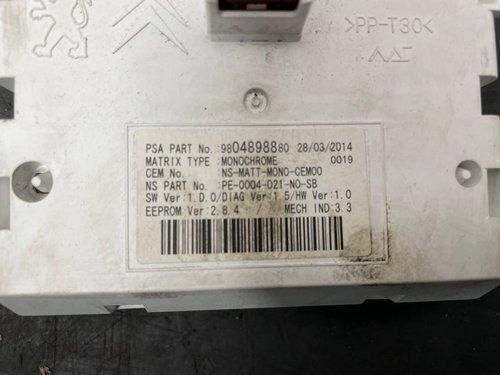 >PP-T30<
PSA PART No. :9804898880 28/03/2014
MATRIX TYPE :MONOCHROME 0019
CEM No. :NS-MATT-MONO-CEM00
NS PART No. :PE-0004-D21-NO-SB
SW Ver:1.D.0/DIAG Ver:1.5/HW Ver:1.0
EEPROM Ver:2.8.4 / / MECH IND:3.3